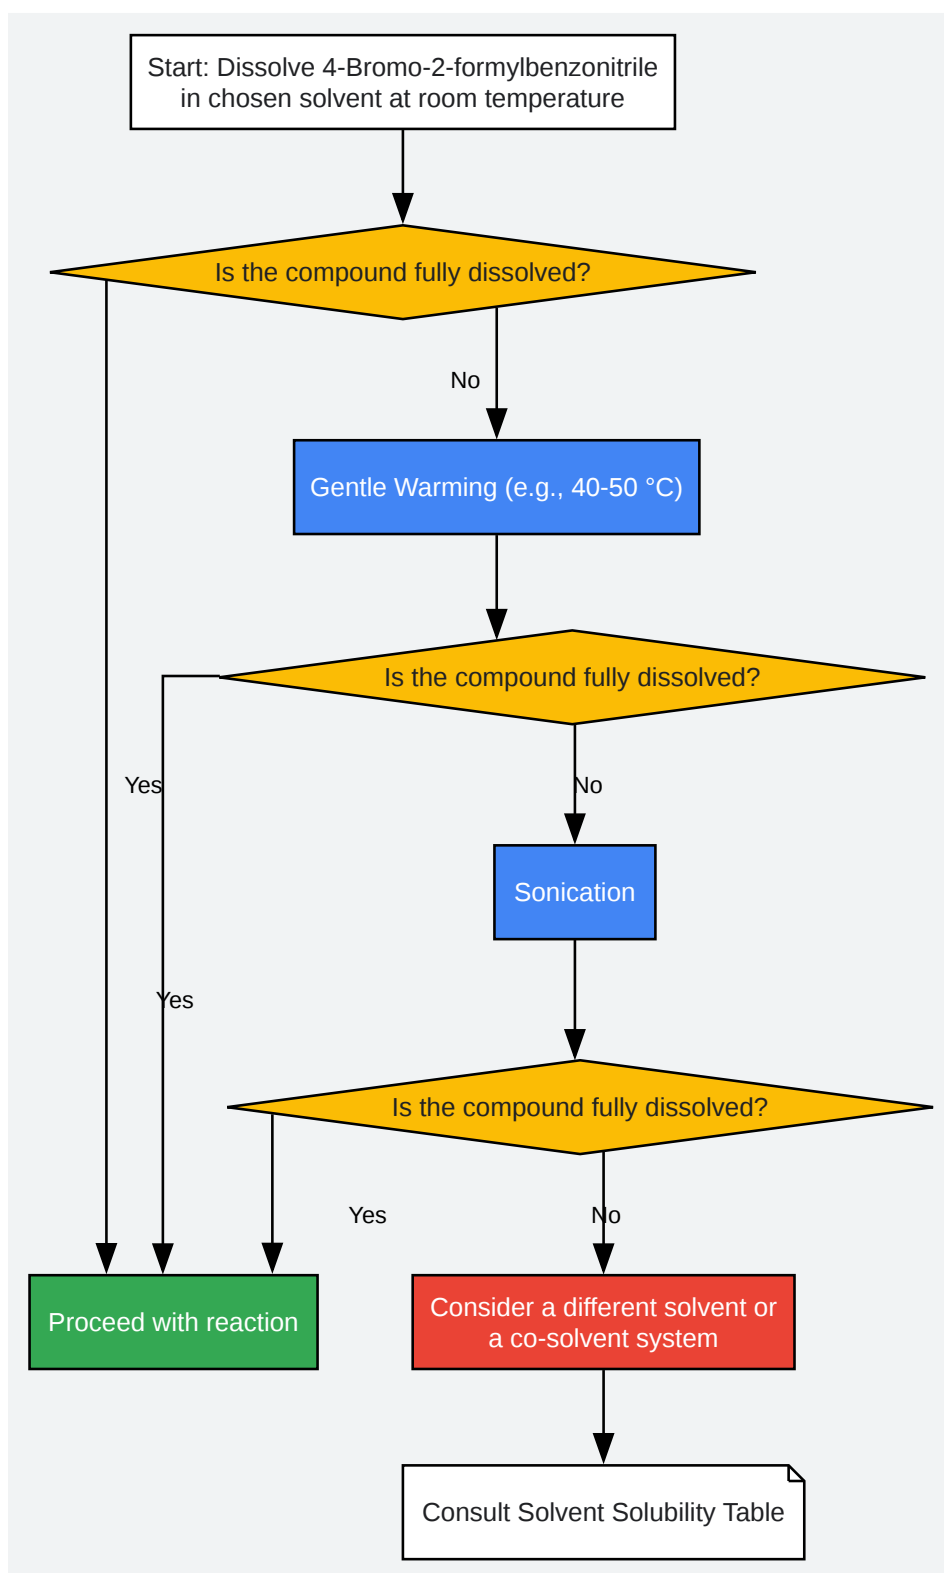 Start: Dissolve 4-Bromo-2-formylbenzonitrile
in chosen solvent at room temperature
Is the compound fully dissolved?
No
Gentle Warming (e.g., 40-50 °C)
Is the compound fully dissolved?
Yes
No
Sonication
Yes
Is the compound fully dissolved?
Yes
No
Proceed with reaction
Consider a different solvent or
a co-solvent system
Consult Solvent Solubility Table